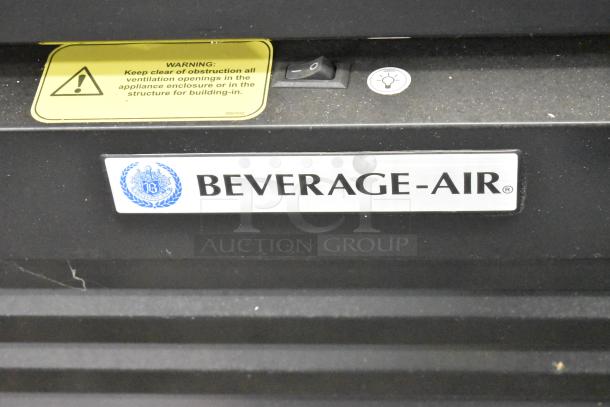 WARNING:
Keep clear of obstruction all
ventilation openings in the
appliance enclosure or in the
structure for building-in.
B BEVERAGE-AIR®
PCI
AUCTION GROUP